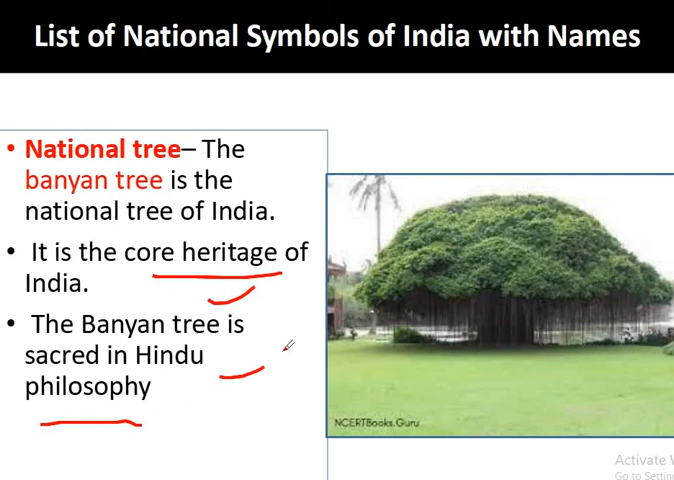 List of National Symbols of India with Names
• National tree– The
banyan tree is the
national tree of India.
• It is the core heritage of
India.
• The Banyan tree is
sacred in Hindu
philosophy
NCERTBooks.Guru
Activate
Go to Settin